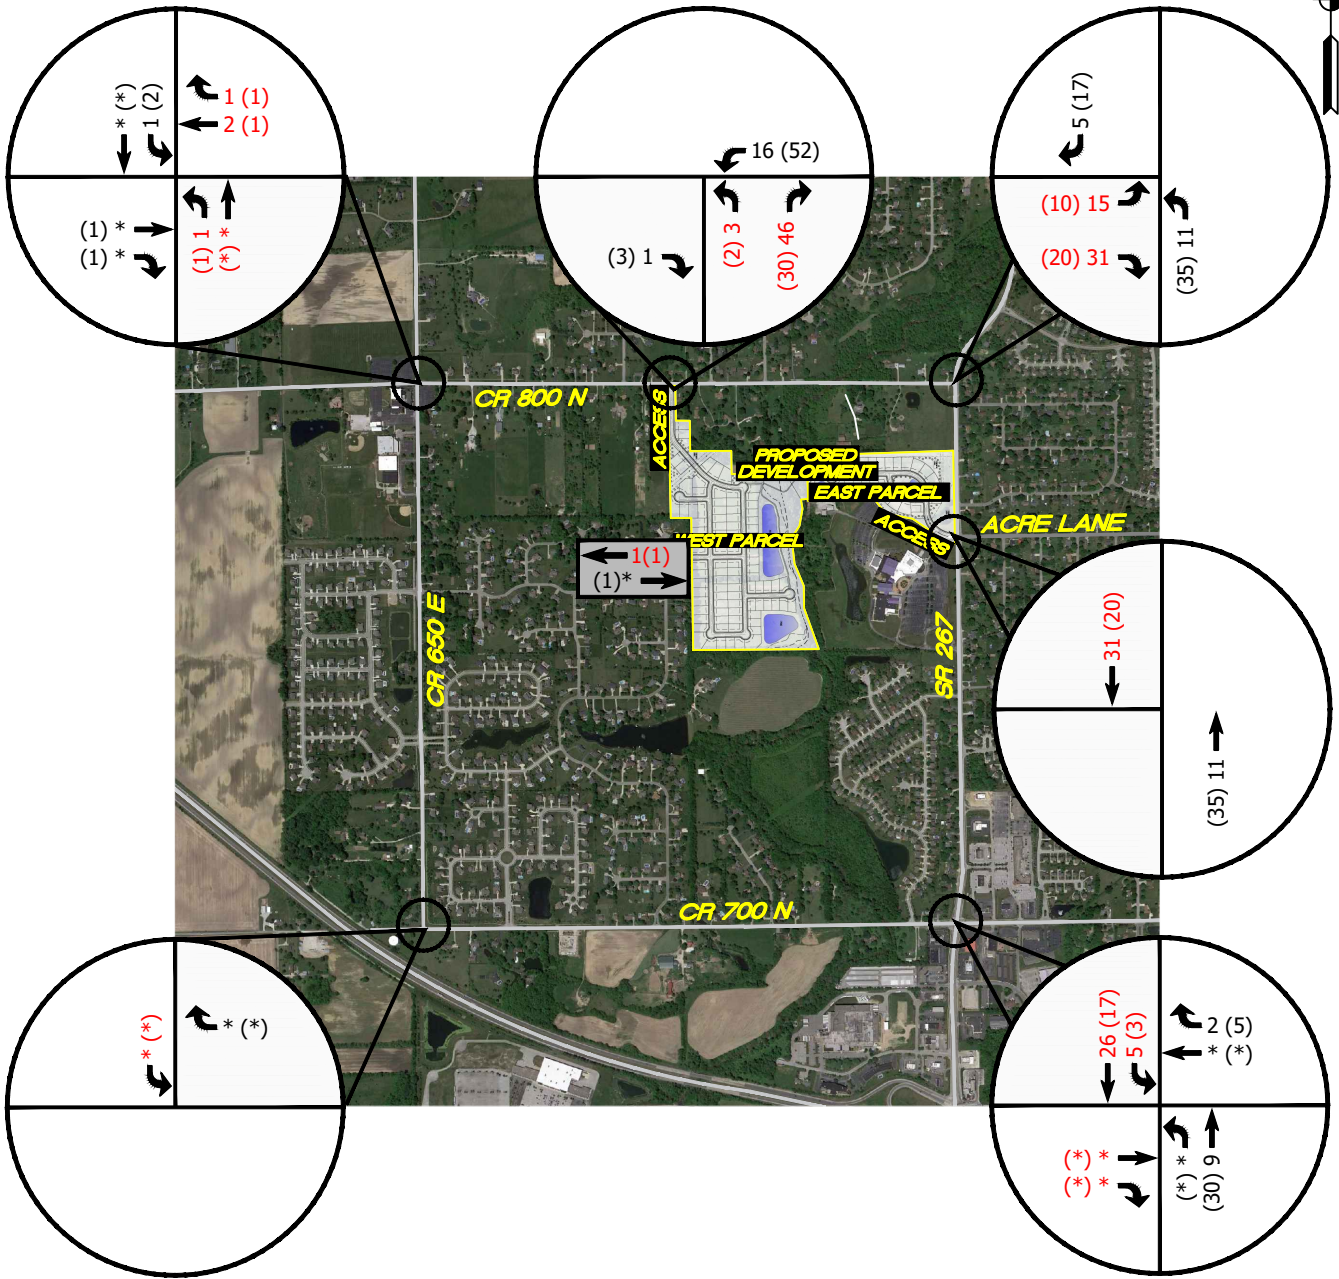 * (*)
1 (2)
1 (1)
2 (1)
(1) *
(1) *
(1) 1
(*) *
16 (52)
(3) 1
(2) 3
(30) 46
5 (17)
(10) 15
(20) 31
(35) 11
CR 800 N
ACCESS
PROPOSED
DEVELOPMENT
EAST PARCEL
ACCESS
ACRE LANE
WEST PARCEL
1(1)
(1)*
CR 650 E
SR 267
31 (20)
(35) 11
CR 700 N
* (*)
* (*)
26 (17)
5 (3)
2 (5)
* (*)
(*) *
(*) *
(*) *
(30) 9